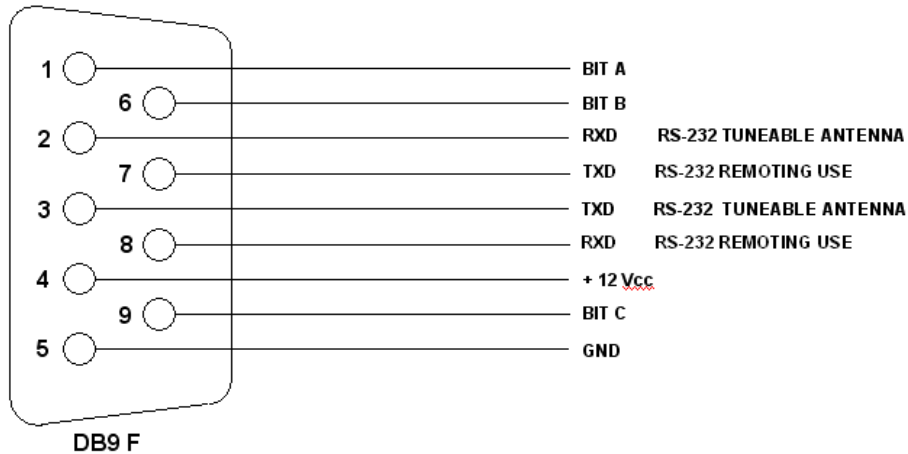 1 BIT A
6 BIT B
2 RXD RS-232 TUNEABLE ANTENNA
7 TXD RS-232 REMOTING USE
3 TXD RS-232 TUNEABLE ANTENNA
8 RXD RS-232 REMOTING USE
4 + 12 Vcc
9 BIT C
5 GND
DB9 F